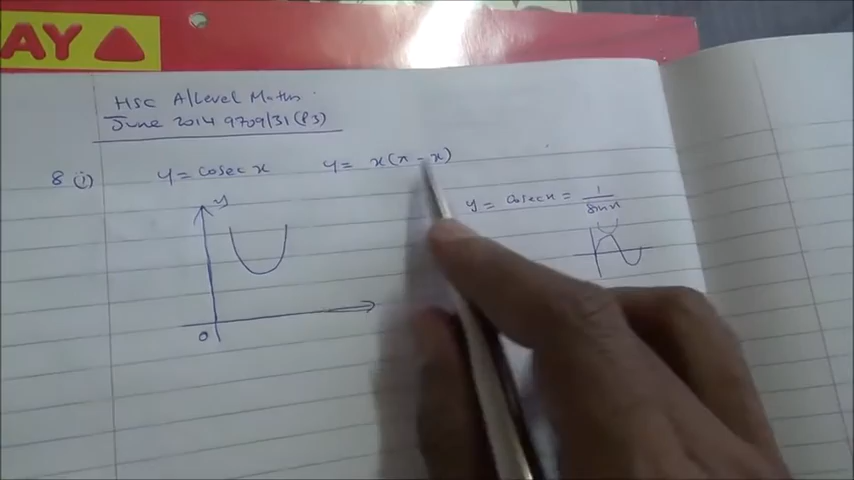 AY
HSC A/Level Maths.
June 2014 9709/31 (P3)
8 (i) y = cosec x y = x(π - x)
y
y = cosec x = 1/sin x
0